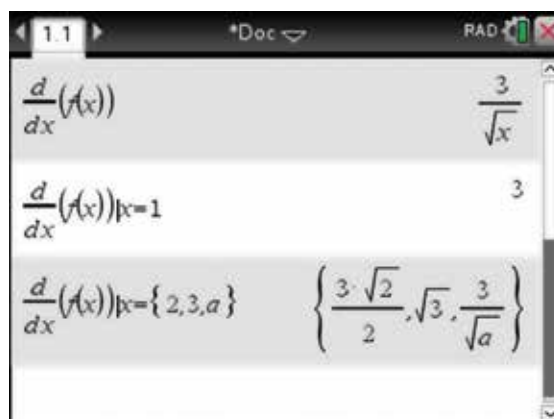 1.1 *Doc RAD
d/dx(f(x)) 3/√x
d/dx(f(x))|x=1 3
d/dx(f(x))|x={2,3,a} {3·√2/2,√3,3/√a}